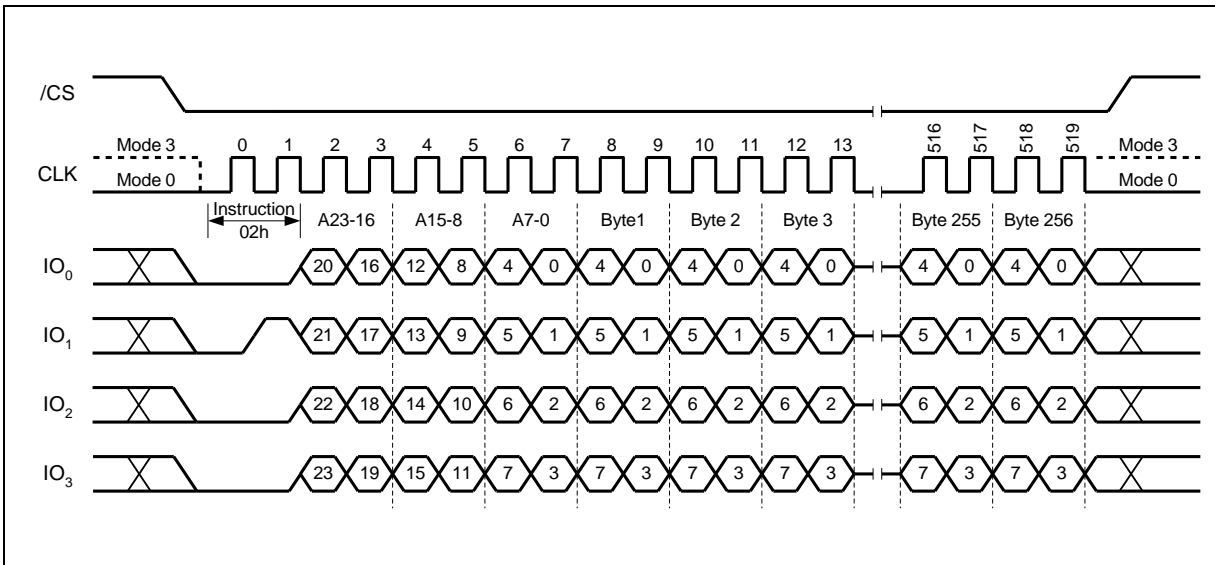 /CS
Mode 3 0 1 2 3 4 5 6 7 8 9 10 11 12 13 516 517 518 519 Mode 3
CLK
Mode 0 Mode 0
Instruction
02h
A23-16 A15-8 A7-0 Byte1 Byte 2 Byte 3 Byte 255 Byte 256
IO0 20 16 12 8 4 0 4 0 4 0 4 0 4 0 4 0
IO1 21 17 13 9 5 1 5 1 5 1 5 1 5 1 5 1
IO2 22 18 14 10 6 2 6 2 6 2 6 2 6 2 6 2
IO3 23 19 15 11 7 3 7 3 7 3 7 3 7 3 7 3